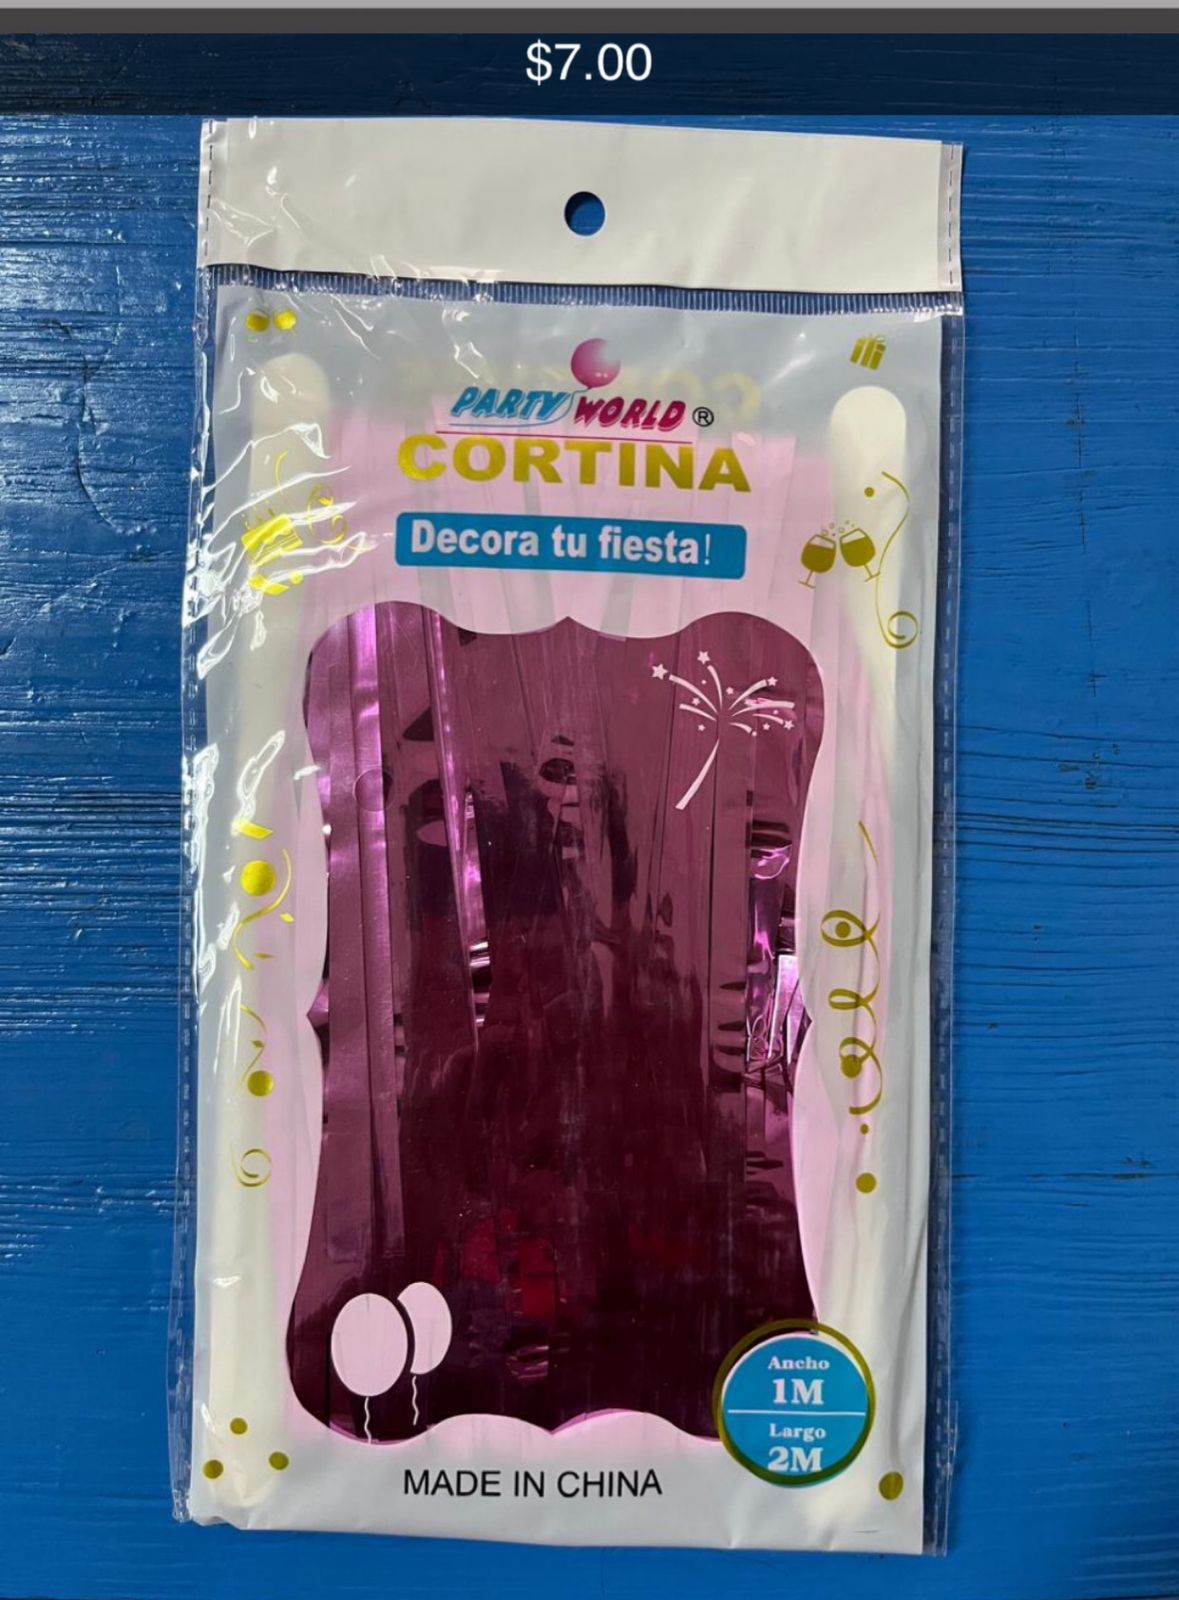 $7.00
PARTY WORLD ®
CORTINA
Decora tu fiesta!
Ancho
1M
Largo
2M
MADE IN CHINA